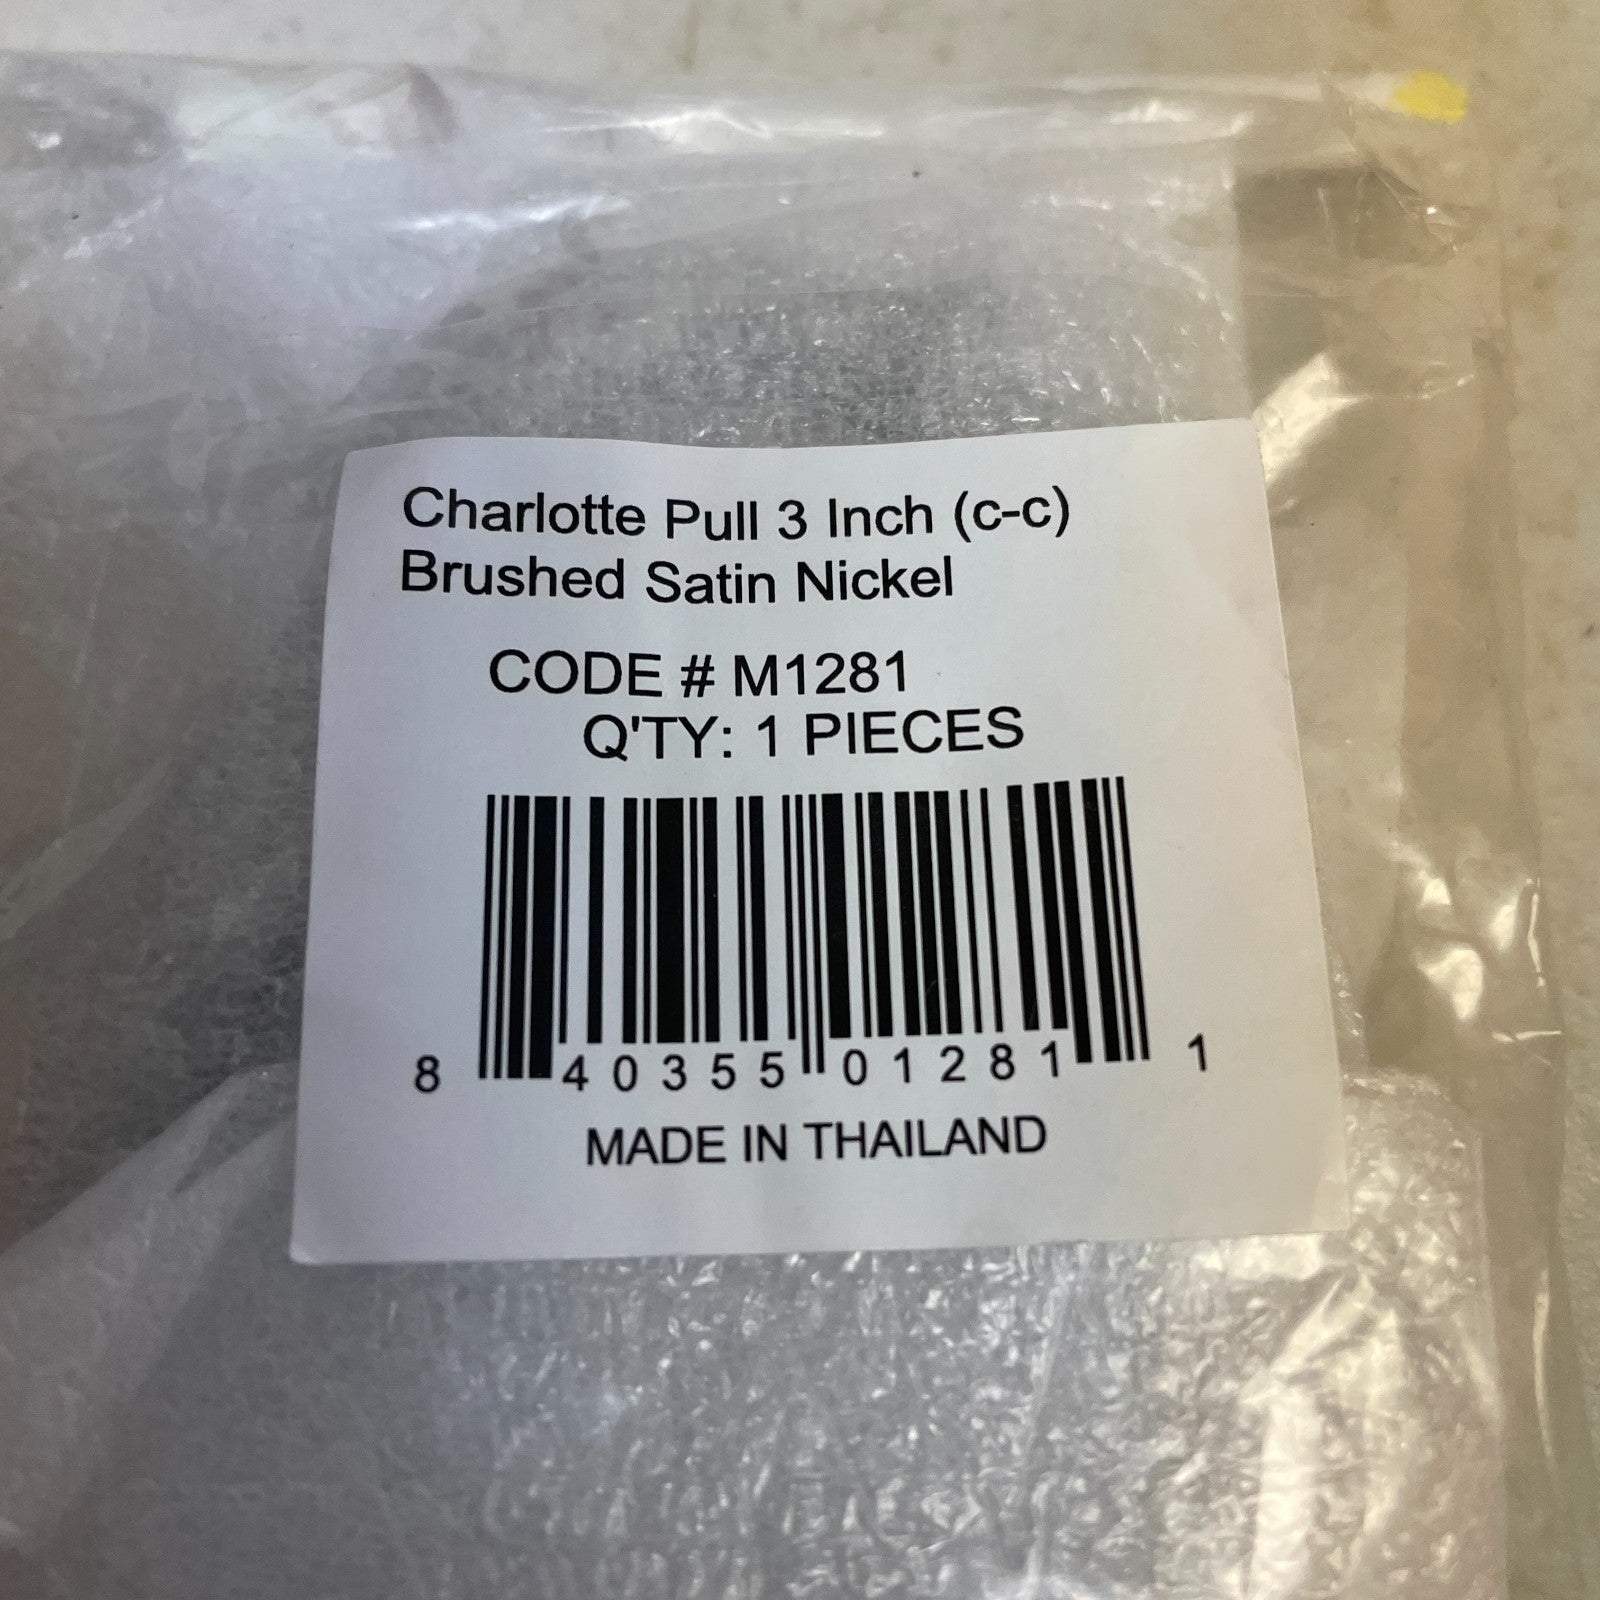 Charlotte Pull 3 Inch (c-c)
Brushed Satin Nickel
CODE # M1281
Q'TY: 1 PIECES
8 40355 01281 1
MADE IN THAILAND